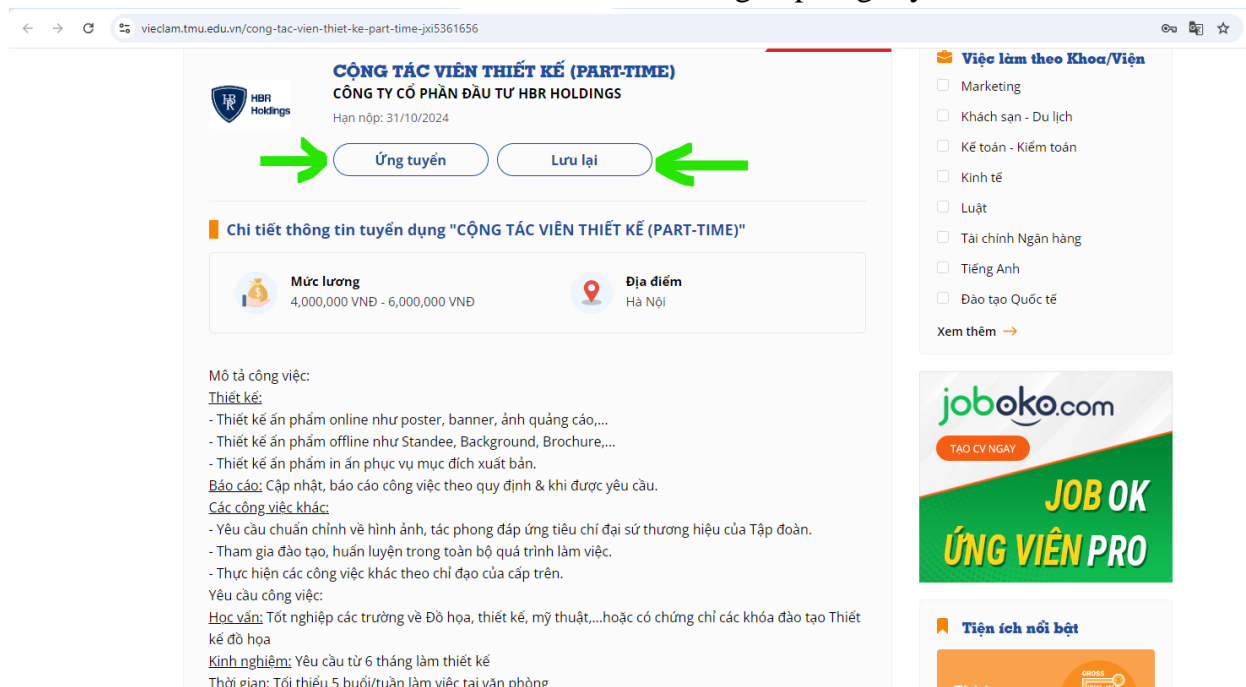 vieclam.tmu.edu.vn/cong-tac-vien-thiet-ke-part-time-jxi5361656
HBR
Holdings
CỘNG TÁC VIÊN THIẾT KẾ (PART-TIME)
CÔNG TY CỔ PHẦN ĐẦU TƯ HBR HOLDINGS
Hạn nộp: 31/10/2024
Ứng tuyển
Lưu lại
Chi tiết thông tin tuyển dụng "CỘNG TÁC VIÊN THIẾT KẾ (PART-TIME)"
Mức lương
4,000,000 VNĐ - 6,000,000 VNĐ
Địa điểm
Hà Nội
Mô tả công việc:
Thiết kế:
- Thiết kế ấn phẩm online như poster, banner, ảnh quảng cáo,...
- Thiết kế ấn phẩm offline như Standee, Background, Brochure,...
- Thiết kế ấn phẩm in ấn phục vụ mục đích xuất bản.
Báo cáo: Cập nhật, báo cáo công việc theo quy định & khi được yêu cầu.
Các công việc khác:
- Yêu cầu chuẩn chỉnh về hình ảnh, tác phong đáp ứng tiêu chí đại sứ thương hiệu của Tập đoàn.
- Tham gia đào tạo, huấn luyện trong toàn bộ quá trình làm việc.
- Thực hiện các công việc khác theo chỉ đạo của cấp trên.
Yêu cầu công việc:
Học vấn: Tốt nghiệp các trường về Đồ họa, thiết kế, mỹ thuật,...hoặc có chứng chỉ các khóa đào tạo Thiết
kế đồ họa
Kinh nghiệm: Yêu cầu từ 6 tháng làm thiết kế
Thời gian: Tối thiểu 5 buổi/tuần làm việc tại văn phòng
Việc làm theo Khoa/Viện
Marketing
Khách sạn - Du lịch
Kế toán - Kiểm toán
Kinh tế
Luật
Tài chính Ngân hàng
Tiếng Anh
Đào tạo Quốc tế
Xem thêm →
joboko.com
TẠO CV NGAY
JOB OK
ỨNG VIÊN PRO
Tiện ích nổi bật
GROSS